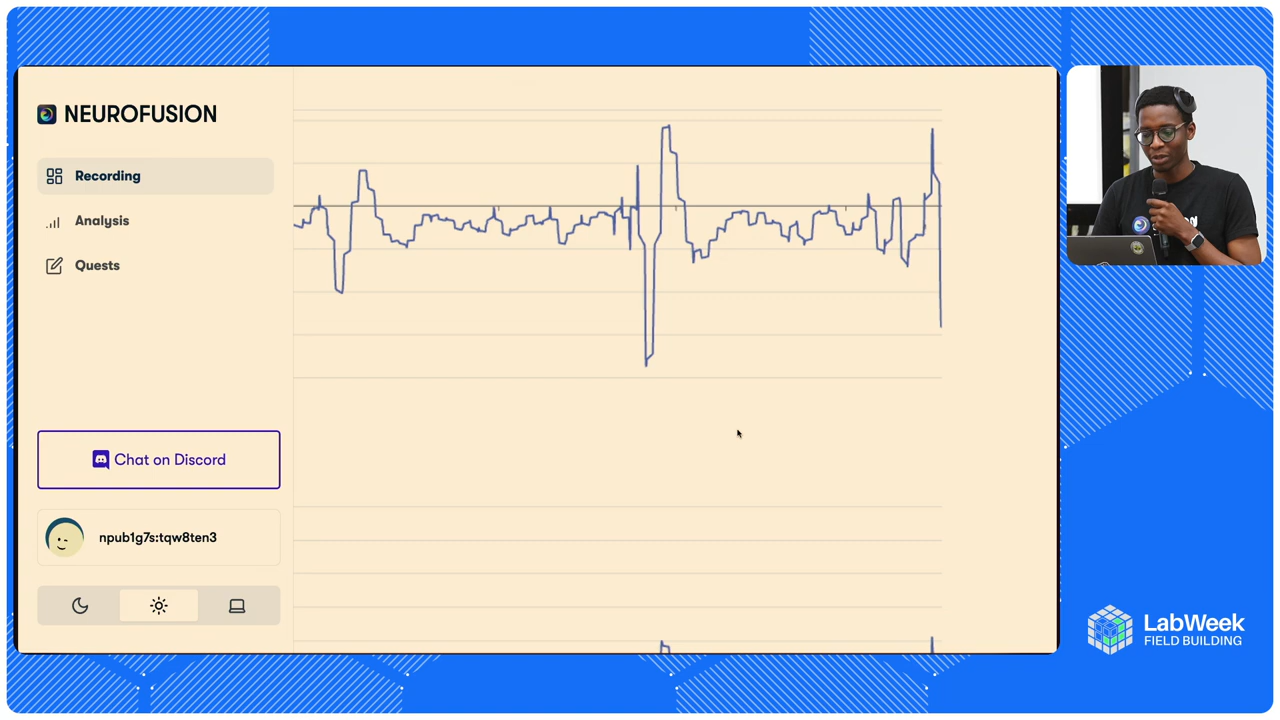 NEUROFUSION
Recording
Analysis
Quests
Chat on Discord
npub1g7s:tqw8ten3
LabWeek
FIELD BUILDING